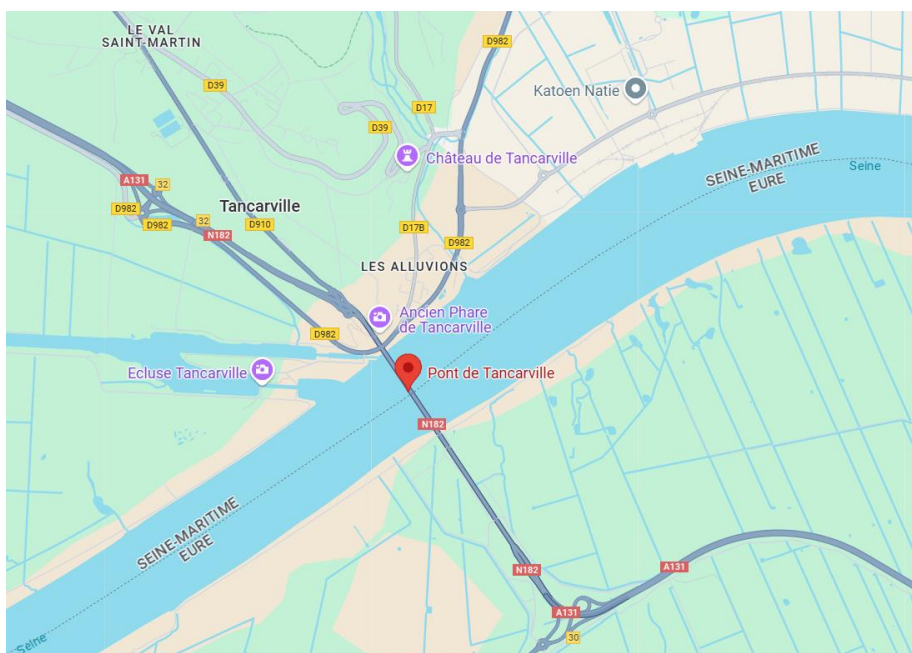 LE VAL
SAINT-MARTIN
D982
D39
Katoen Natie
D17
D39
Château de Tancarville
SEINE-MARITIME
EURE
Seine
A131
32
D982
D982
32
Tancarville
D910
N182
D17B
D982
LES ALLUVIONS
Ancien Phare
de Tancarville
D982
Ecluse Tancarville
Pont de Tancarville
N182
SEINE-MARITIME
EURE
N182
A131
A131
30
Seine